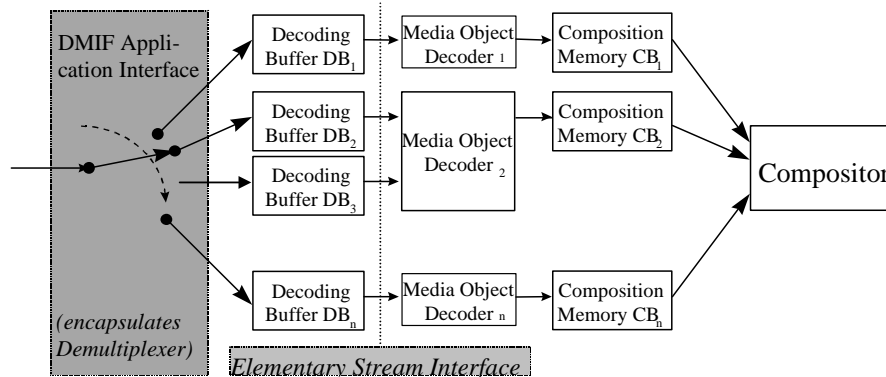 DMIF Appli-
cation Interface
(encapsulates
Demultiplexer)
Decoding
Buffer DB1
Media Object
Decoder 1
Composition
Memory CB1
Decoding
Buffer DB2
Media Object
Decoder 2
Composition
Memory CB2
Decoding
Buffer DB3
Compositor
Decoding
Buffer DBn
Media Object
Decoder n
Composition
Memory CBn
Elementary Stream Interface